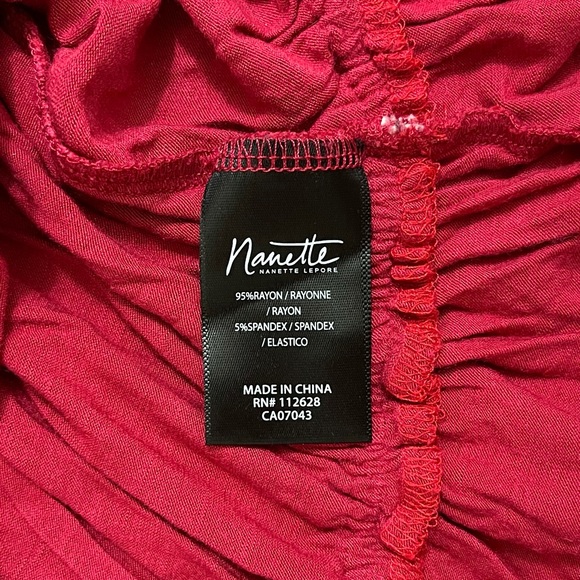 Nanette
NANETTE LEPORE
95%RAYON / RAYONNE
/ RAYON
5%SPANDEX / SPANDEX
/ ELASTICO
MADE IN CHINA
RN# 112628
CA07043